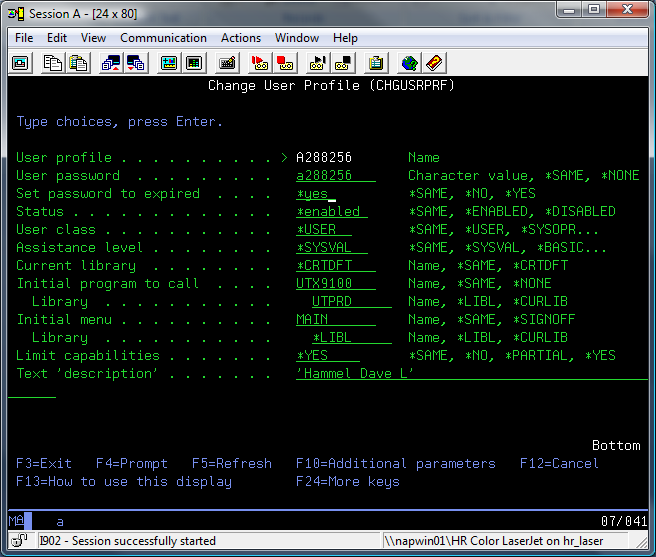 Session A - [24 x 80]
File Edit View Communication Actions Window Help
Change User Profile (CHGUSRPRF)
Type choices, press Enter.
User profile . . . . . . . . . . > A288256 Name
User password . . . . . . . . . a288256 Character value, *SAME, *NONE
Set password to expired . . . . *yes *SAME, *NO, *YES
Status . . . . . . . . . . . . . *enabled *SAME, *ENABLED, *DISABLED
User class . . . . . . . . . . . *USER *SAME, *USER, *SYSOPR...
Assistance level . . . . . . . . *SYSVAL *SAME, *SYSVAL, *BASIC...
Current library . . . . . . . . *CRTDFT Name, *SAME, *CRTDFT
Initial program to call . . . . UTX9100 Name, *SAME, *NONE
Library . . . . . . . . . . . UTPRD Name, *LIBL, *CURLIB
Initial menu . . . . . . . . . . MAIN Name, *SAME, *SIGNOFF
Library . . . . . . . . . . . *LIBL Name, *LIBL, *CURLIB
Limit capabilities . . . . . . . *YES *SAME, *NO, *PARTIAL, *YES
Text 'description' . . . . . . . 'Hammel Dave L'
Bottom
F3=Exit F4=Prompt F5=Refresh F10=Additional parameters F12=Cancel
F13=How to use this display F24=More keys
MA a 07/041
I902 - Session successfully started \\napwin01\HR Color LaserJet on hr_laser